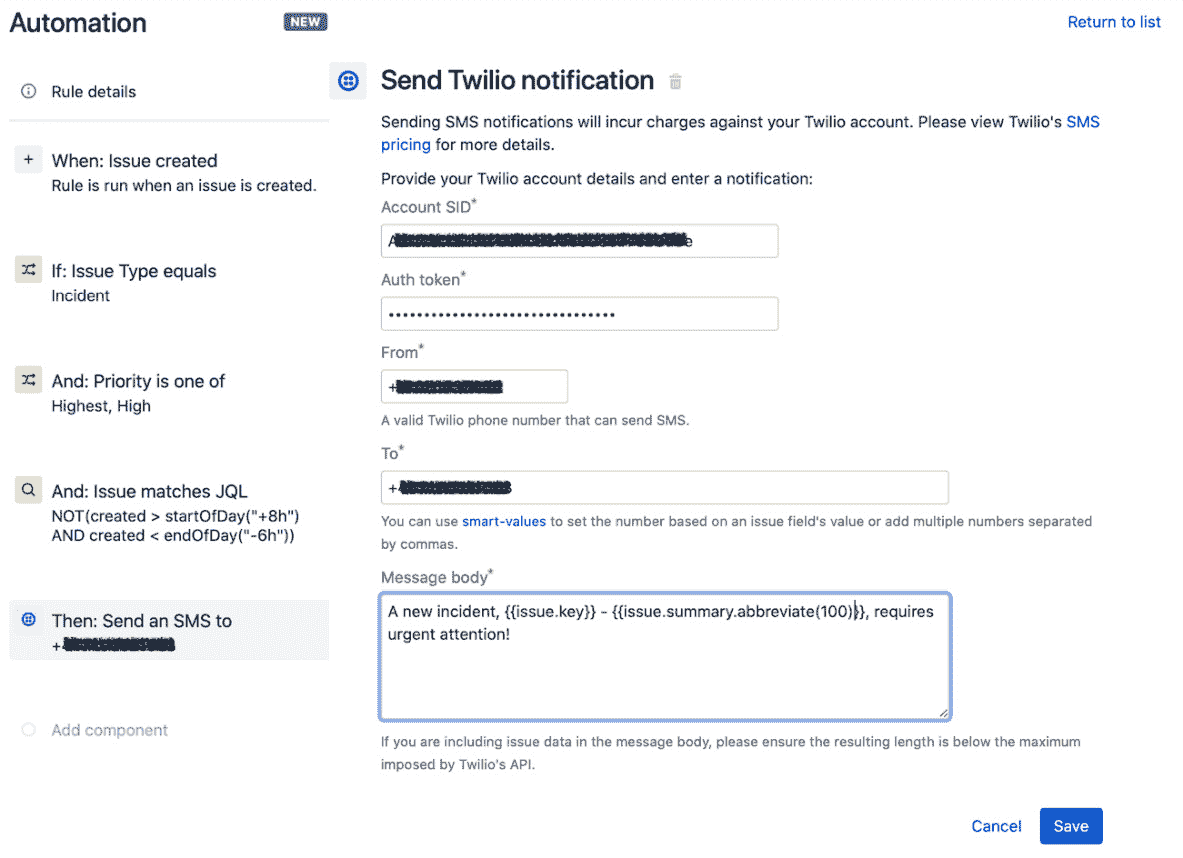 Automation
NEW
Return to list
Rule details
When: Issue created
Rule is run when an issue is created.
If: Issue Type equals
Incident
And: Priority is one of
Highest, High
And: Issue matches JQL
NOT(created > startOfDay("+8h")
AND created < endOfDay("-6h"))
Then: Send an SMS to
+
Add component
Send Twilio notification
Sending SMS notifications will incur charges against your Twilio account. Please view Twilio's SMS
pricing for more details.
Provide your Twilio account details and enter a notification:
Account SID*
A e
Auth token*
••••••••••••••••••••••••••••••••
From*
+
A valid Twilio phone number that can send SMS.
To*
+
You can use smart-values to set the number based on an issue field's value or add multiple numbers separated
by commas.
Message body*
A new incident, {{issue.key}} - {{issue.summary.abbreviate(100)}}, requires
urgent attention!
If you are including issue data in the message body, please ensure the resulting length is below the maximum
imposed by Twilio's API.
Cancel
Save